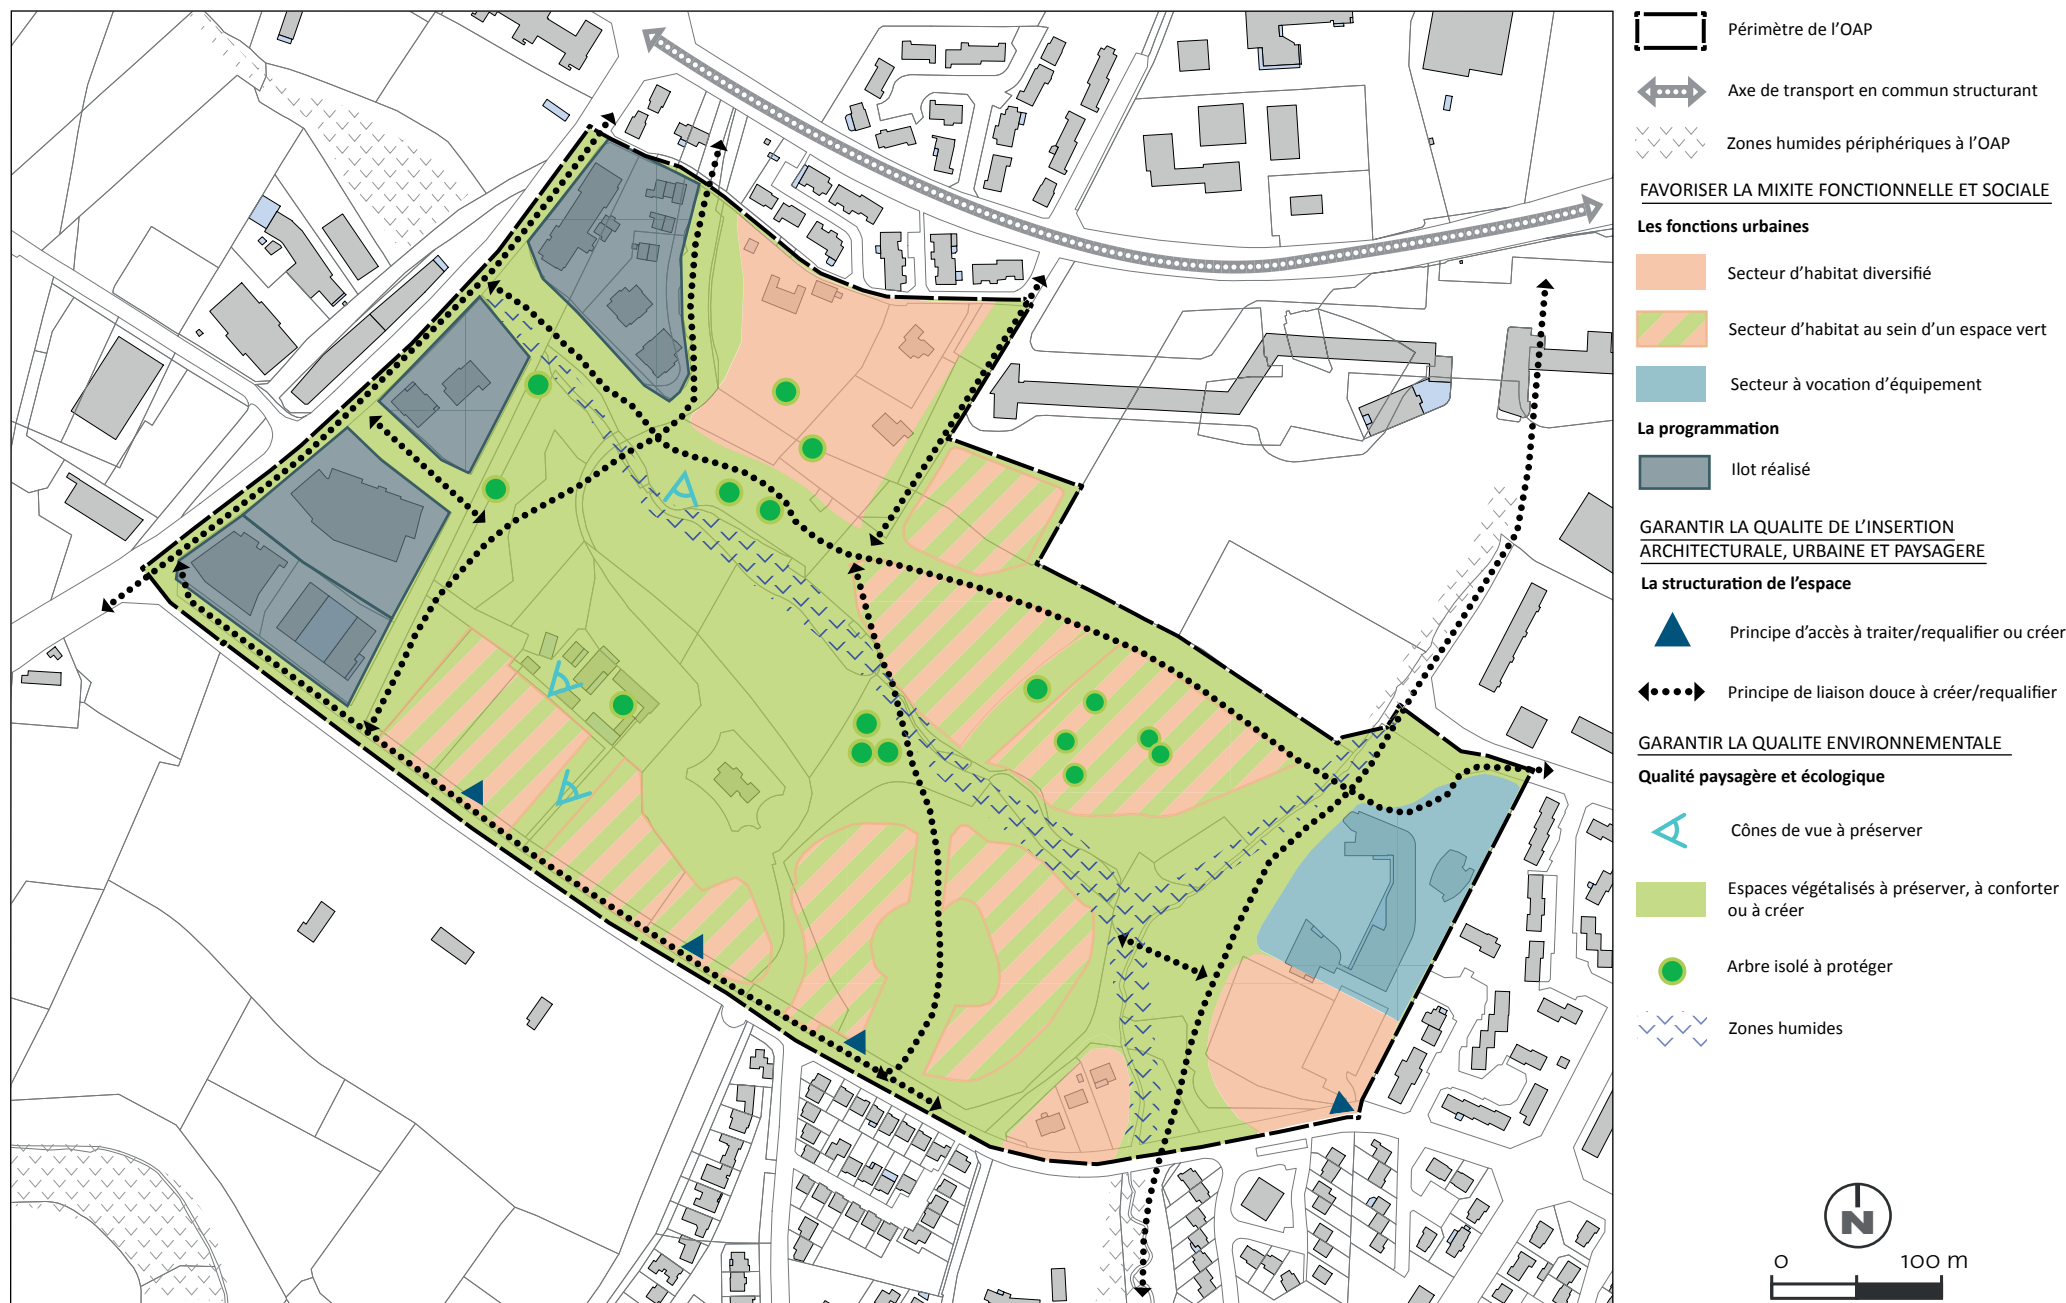 Périmètre de l'OAP
Axe de transport en commun structurant
Zones humides périphériques à l'OAP
FAVORISER LA MIXITE FONCTIONNELLE ET SOCIALE
Les fonctions urbaines
Secteur d'habitat diversifié
Secteur d'habitat au sein d'un espace vert
Secteur à vocation d'équipement
La programmation
Ilot réalisé
GARANTIR LA QUALITE DE L'INSERTION
ARCHITECTURALE, URBAINE ET PAYSAGERE
La structuration de l'espace
Principe d'accès à traiter/requalifier ou créer
Principe de liaison douce à créer/requalifier
GARANTIR LA QUALITE ENVIRONNEMENTALE
Qualité paysagère et écologique
Cônes de vue à préserver
Espaces végétalisés à préserver, à conforter
ou à créer
Arbre isolé à protéger
Zones humides
N
0 100 m